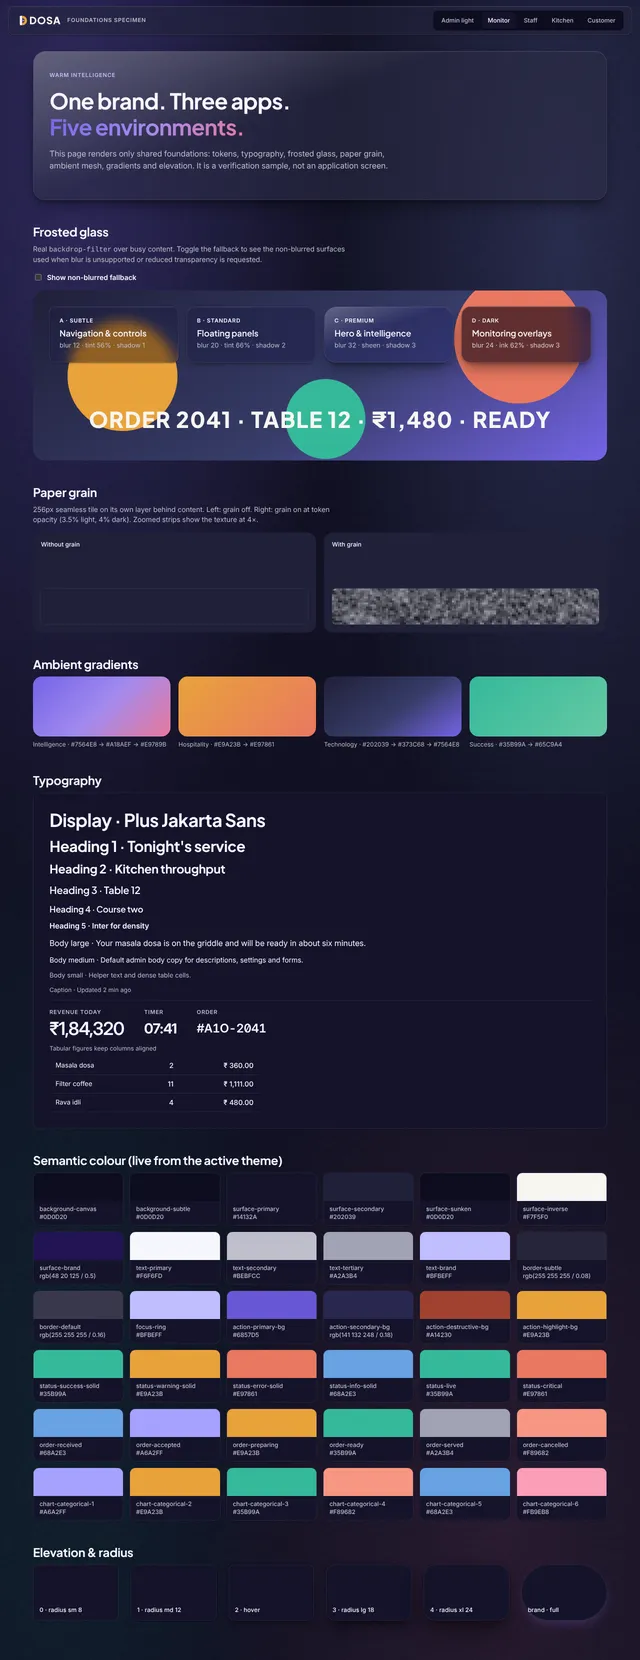 DOSA FOUNDATIONS SPECIMEN
Admin light Monitor Staff Kitchen Customer
WARM INTELLIGENCE
One brand. Three apps.
Five environments.
This page renders only shared foundations: tokens, typography, frosted glass, paper grain,
ambient mesh, gradients and elevation. It is a verification sample, not an application screen.
Frosted glass
Real backdrop-filter over busy content. Toggle the fallback to see the non-blurred surfaces
used when blur is unsupported or reduced transparency is requested.
Show non-blurred fallback
A · SUBTLE
Navigation & controls
blur 12 · tint 56% · shadow 1
B · STANDARD
Floating panels
blur 20 · tint 66% · shadow 2
C · PREMIUM
Hero & intelligence
blur 32 · sheen · shadow 3
D · DARK
Monitoring overlays
blur 24 · ink 62% · shadow 3
ORDER 2041 · TABLE 12 · ₹1,480 · READY
Paper grain
256px seamless tile on its own layer behind content. Left: grain off. Right: grain on at token
opacity (3.5% light, 4% dark). Zoomed strips show the texture at 4×.
Without grain
With grain
Ambient gradients
Intelligence · #7564E8 → #A18AEF → #E9789B
Hospitality · #E9A23B → #E97861
Technology · #202039 → #373C68 → #7564E8
Success · #35B99A → #65C9A4
Typography
Display · Plus Jakarta Sans
Heading 1 · Tonight's service
Heading 2 · Kitchen throughput
Heading 3 · Table 12
Heading 4 · Course two
Heading 5 · Inter for density
Body large · Your masala dosa is on the griddle and will be ready in about six minutes.
Body medium · Default admin body copy for descriptions, settings and forms.
Body small · Helper text and dense table cells.
Caption · Updated 2 min ago
REVENUE TODAY TIMER ORDER
₹1,84,320 07:41 #A1O-2041
Tabular figures keep columns aligned
Masala dosa 2 ₹ 360.00
Filter coffee 11 ₹ 1,111.00
Rava idli 4 ₹ 480.00
Semantic colour (live from the active theme)
background-canvas
#0D0D20
background-subtle
#0D0D20
surface-primary
#14132A
surface-secondary
#202039
surface-sunken
#0D0D20
surface-inverse
#F7F5F0
surface-brand
rgb(48 20 125 / 0.5)
text-primary
#F6F6FD
text-secondary
#BEBFCC
text-tertiary
#A2A3B4
text-brand
#BFBEFF
border-subtle
rgb(255 255 255 / 0.08)
border-default
rgb(255 255 255 / 0.16)
focus-ring
#BFBEFF
action-primary-bg
#6857D5
action-secondary-bg
rgb(141 132 248 / 0.18)
action-destructive-bg
#A14230
action-highlight-bg
#E9A23B
status-success-solid
#35B99A
status-warning-solid
#E9A23B
status-error-solid
#E97861
status-info-solid
#68A2E3
status-live
#35B99A
status-critical
#E97861
order-received
#68A2E3
order-accepted
#A6A2FF
order-preparing
#E9A23B
order-ready
#35B99A
order-served
#A2A3B4
order-cancelled
#F89682
chart-categorical-1
#A6A2FF
chart-categorical-2
#E9A23B
chart-categorical-3
#35B99A
chart-categorical-4
#F89682
chart-categorical-5
#68A2E3
chart-categorical-6
#FB9EB8
Elevation & radius
0 · radius sm 8
1 · radius md 12
2 · hover
3 · radius lg 18
4 · radius xl 24
brand · full